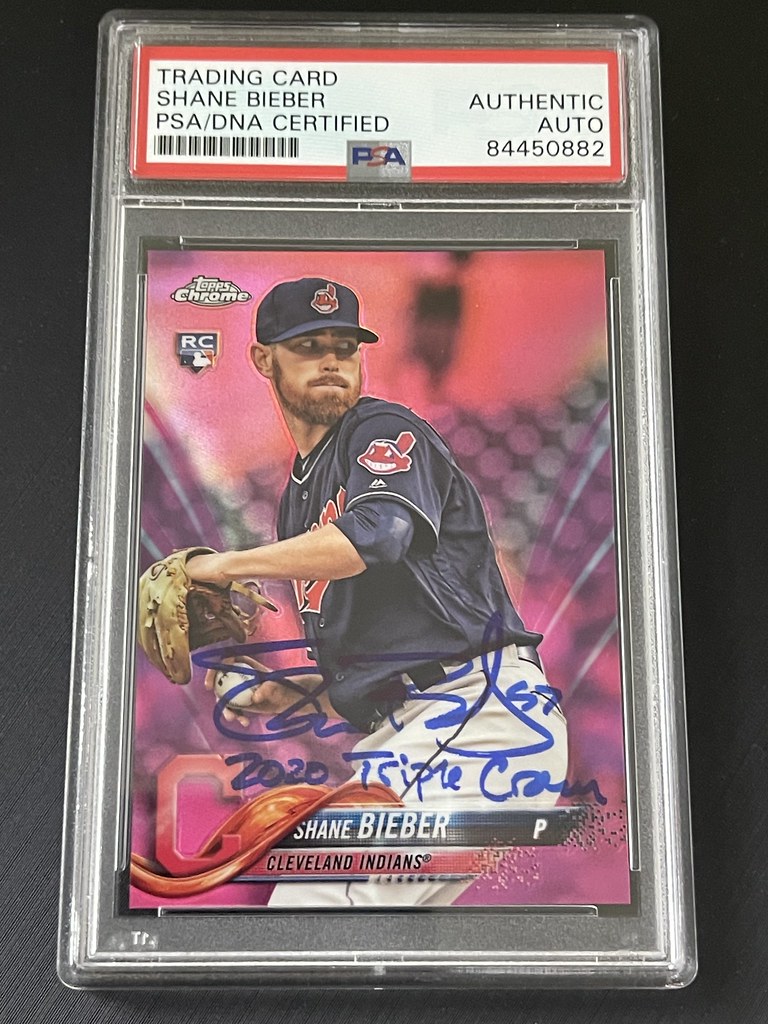 TRADING CARD
SHANE BIEBER
PSA/DNA CERTIFIED
AUTHENTIC
AUTO
84450882
PSA
Topps
Chrome
RC
57
2020 Triple Crown
C
SHANE BIEBER P
CLEVELAND INDIANS®